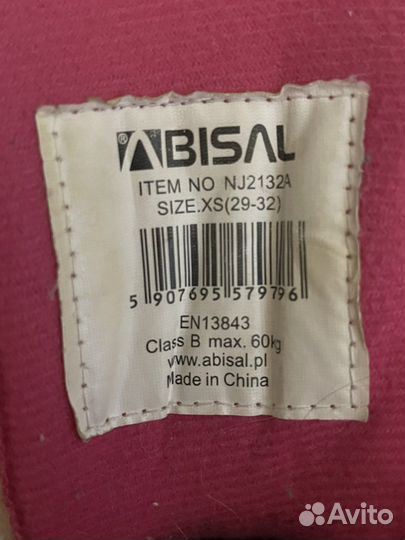 ®ABISAL
ITEM NO NJ2132A
SIZE.XS(29-32)
5 907695 579796
EN13843
Class B max. 60kg
www.abisal.pl
Made in China
Avito